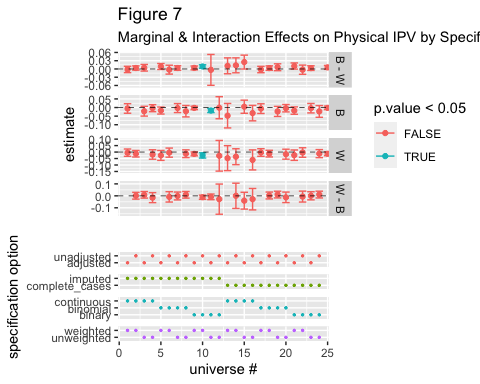 Figure 7
Marginal & Interaction Effects on Physical IPV by Specif
estimate
0.06
0.03
0.00
-0.03
-0.06
B - W
0.05
0.00
-0.05
-0.10
B
0.10
0.05
0.00
-0.05
-0.10
-0.15
W
0.1
0.0
-0.1
W - B
p.value < 0.05
FALSE
TRUE
specification option
unadjusted
adjusted
imputed
complete_cases
continuous
binomial
binary
weighted
unweighted
0 5 10 15 20 25
universe #